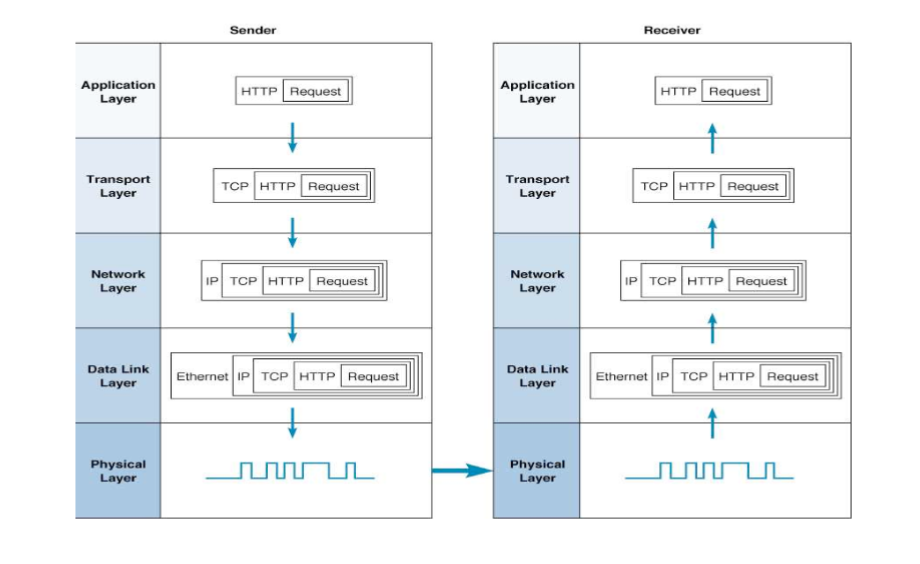 Sender
Receiver
Application
Layer
HTTP Request
Application
Layer
HTTP Request
Transport
Layer
TCP HTTP Request
Transport
Layer
TCP HTTP Request
Network
Layer
IP TCP HTTP Request
Network
Layer
IP TCP HTTP Request
Data Link
Layer
Ethernet IP TCP HTTP Request
Data Link
Layer
Ethernet IP TCP HTTP Request
Physical
Layer
Physical
Layer